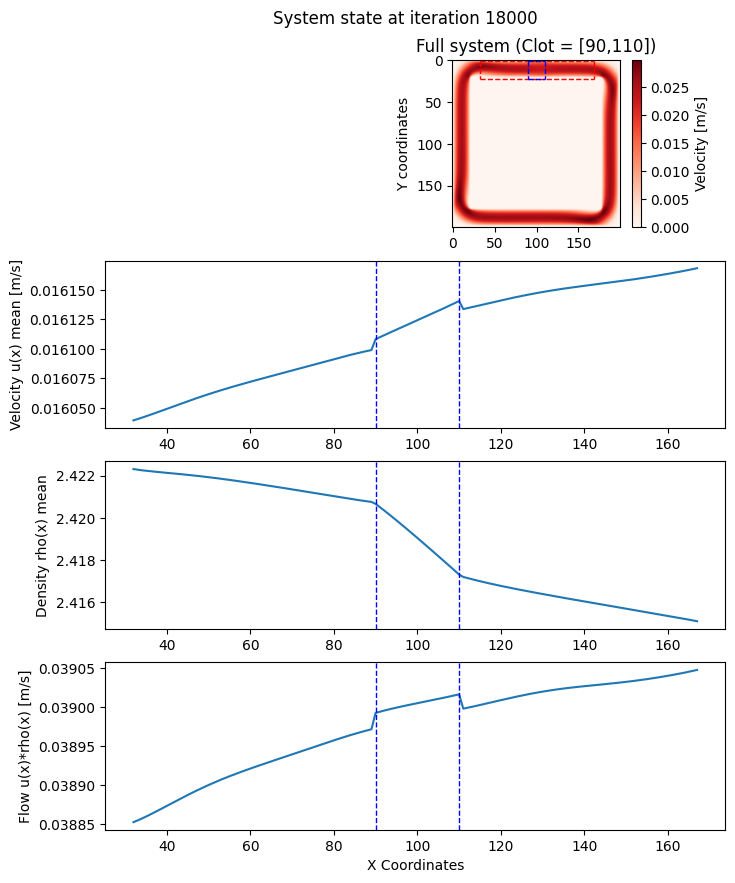 System state at iteration 18000
Full system (Clot = [90,110])
0
50
100
150
Y coordinates
0 50 100 150
0.025
0.020
0.015
0.010
0.005
0.000
Velocity [m/s]
0.016150
0.016125
0.016100
0.016075
0.016050
Velocity u(x) mean [m/s]
40 60 80 100 120 140 160
2.422
2.420
2.418
2.416
Density rho(x) mean
40 60 80 100 120 140 160
0.03905
0.03900
0.03895
0.03890
0.03885
Flow u(x)*rho(x) [m/s]
40 60 80 100 120 140 160
X Coordinates